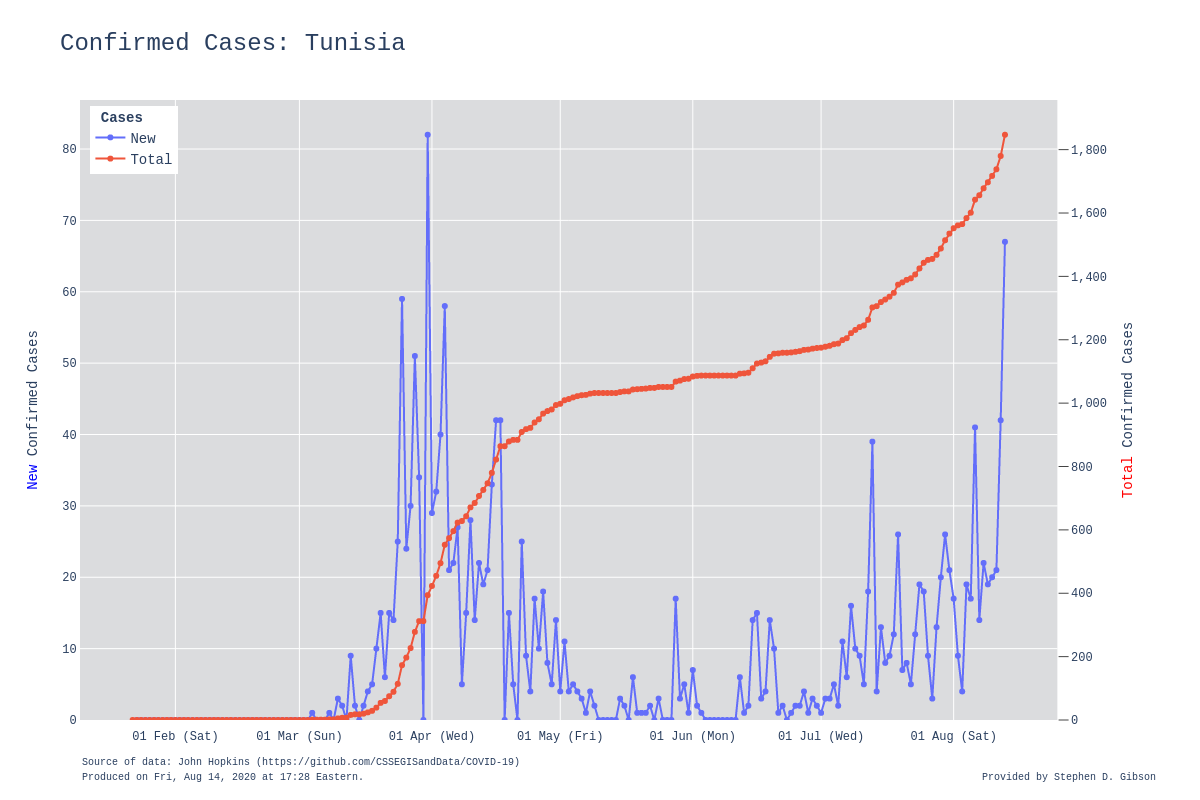 Confirmed Cases: Tunisia
Cases
New
Total
80
70
60
50
40
30
20
10
0
New Confirmed Cases
1,800
1,600
1,400
1,200
1,000
800
600
400
200
0
Total Confirmed Cases
01 Feb (Sat) 01 Mar (Sun) 01 Apr (Wed) 01 May (Fri) 01 Jun (Mon) 01 Jul (Wed) 01 Aug (Sat)
Source of data: John Hopkins (https://github.com/CSSEGISandData/COVID-19)
Produced on Fri, Aug 14, 2020 at 17:28 Eastern.
Provided by Stephen D. Gibson